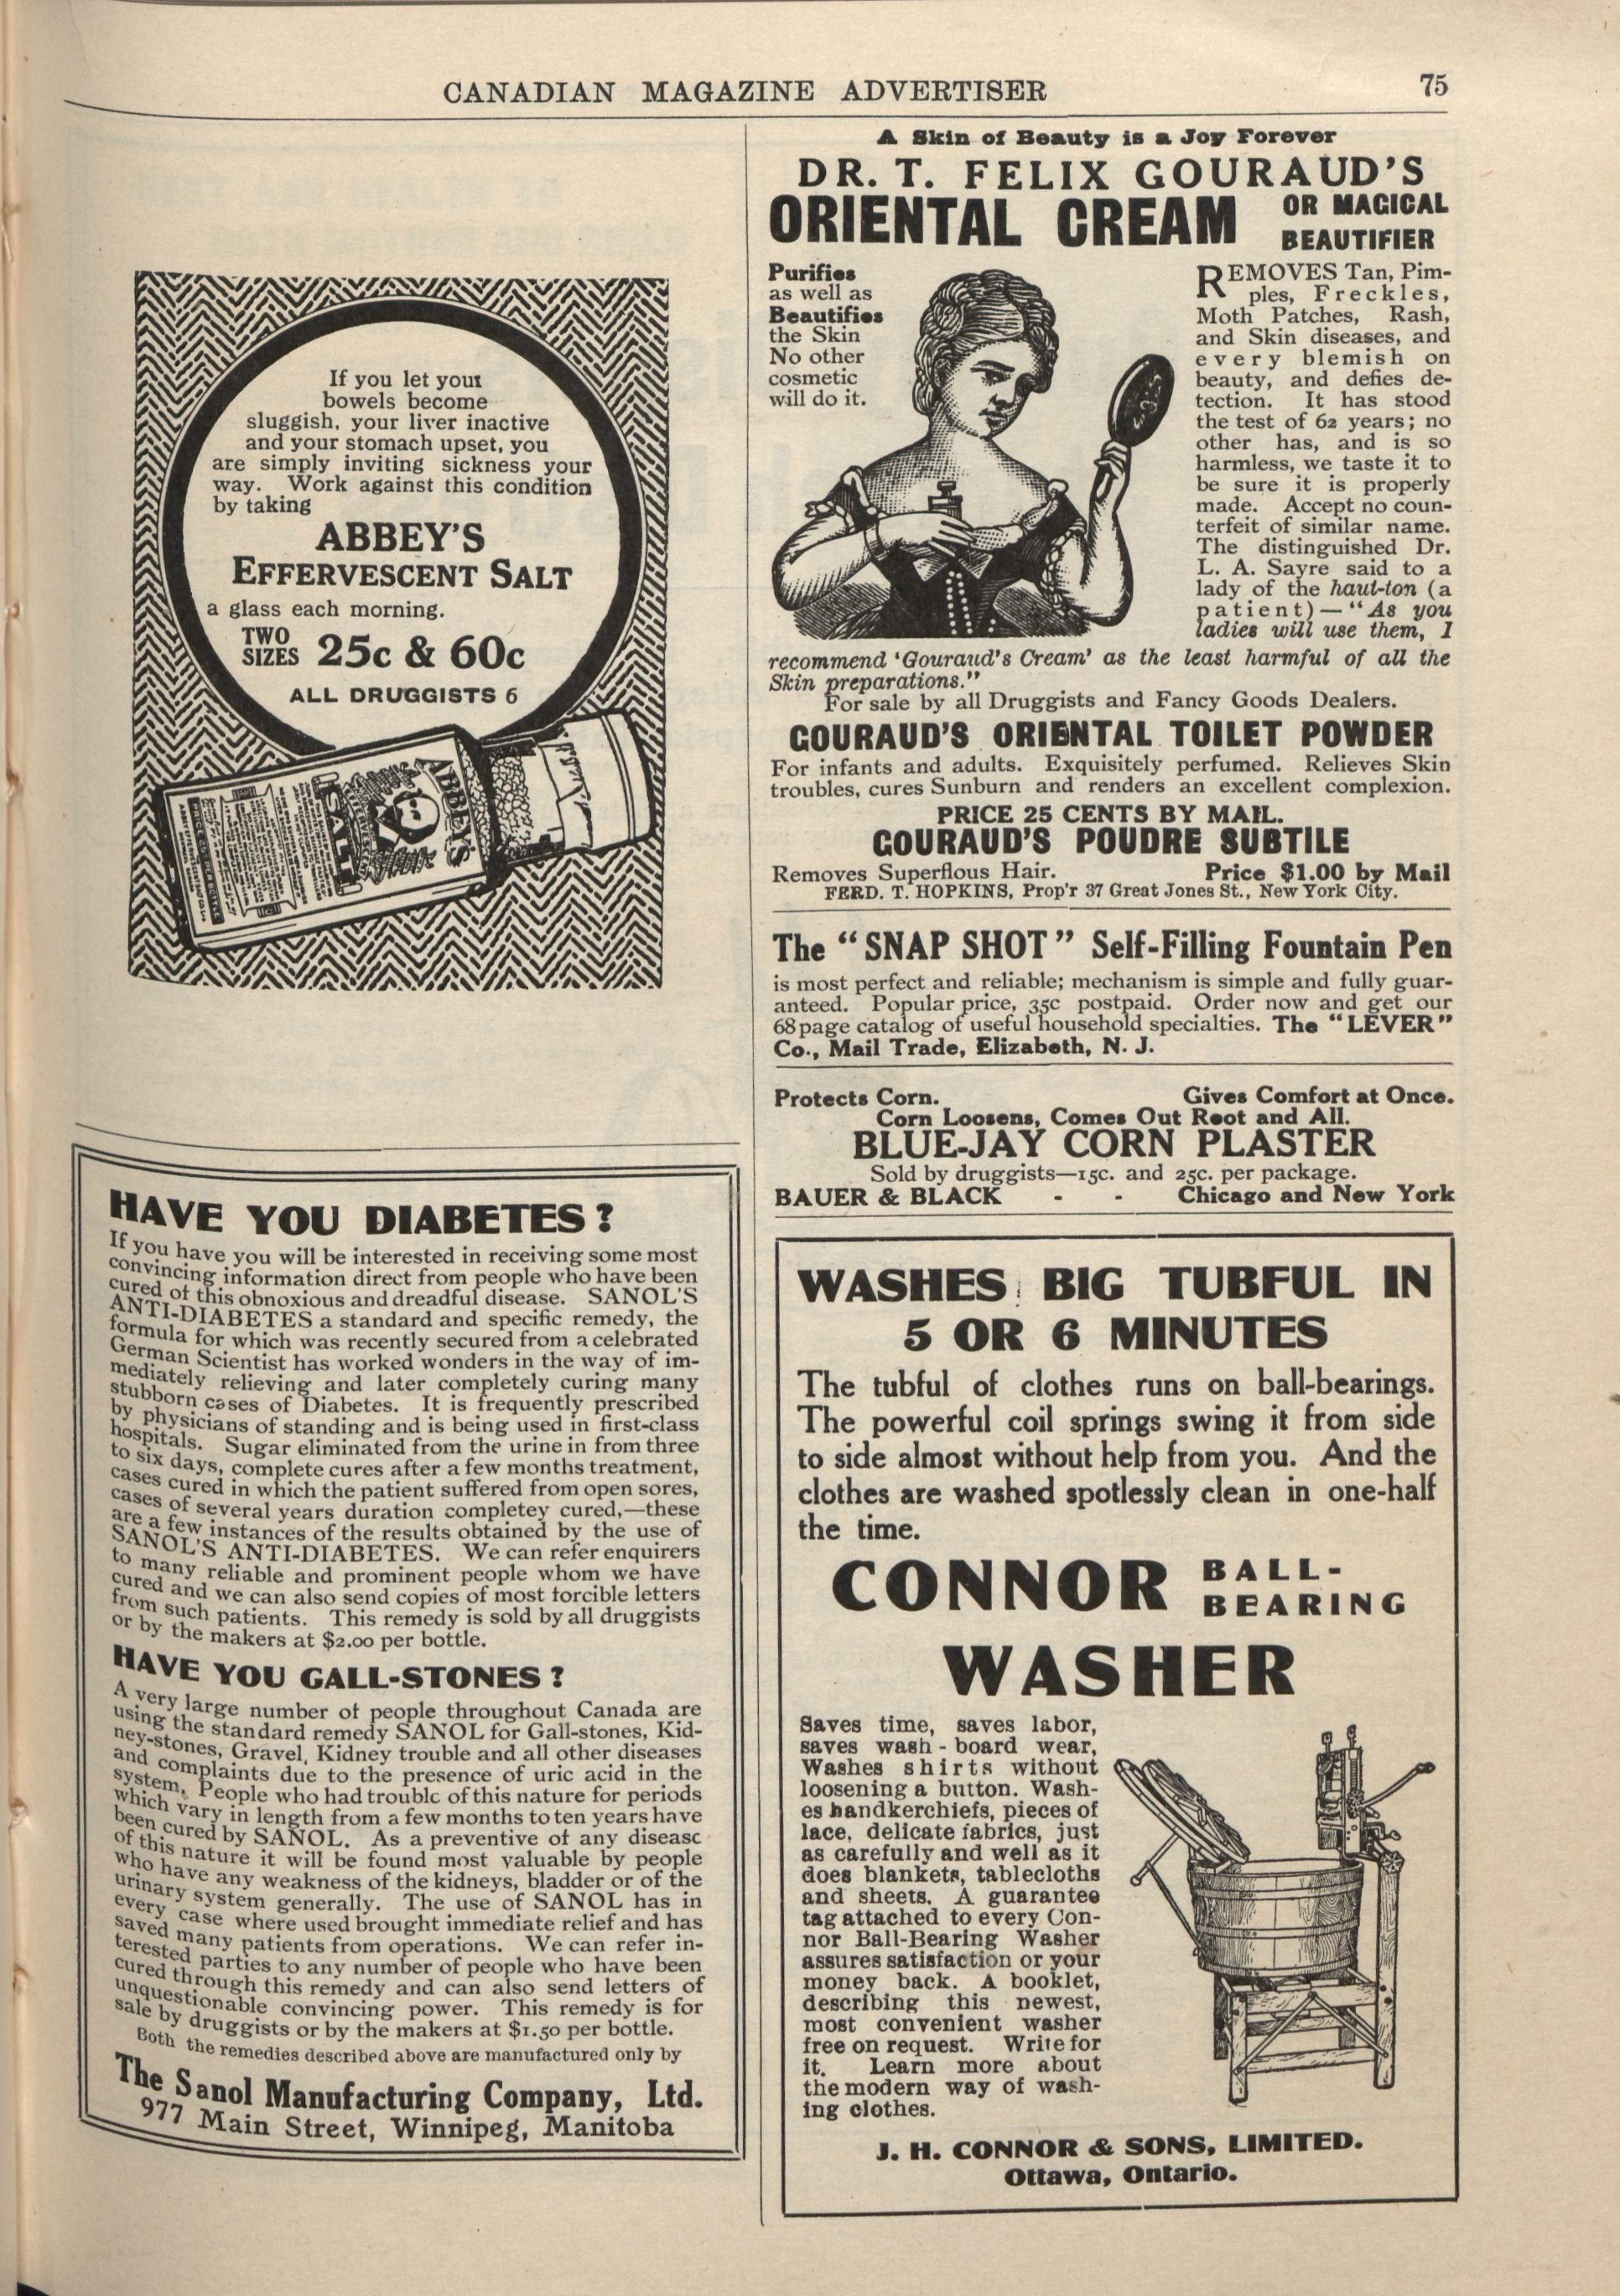 CANADIAN MAGAZINE ADVERTISER 75
If you let your
bowels become
sluggish, your liver inactive
and your stomach upset, you
are simply inviting sickness your
way. Work against this condition
by taking
ABBEY'S
EFFERVESCENT SALT
a glass each morning.
TWO
SIZES 25c & 60c
ALL DRUGGISTS 6
ABBEY'S
SALT
HAVE YOU DIABETES?
If you have you will be interested in receiving some most
convincing information direct from people who have been
cured of this obnoxious and dreadful disease. SANOL'S
ANTI-DIABETES a standard and specific remedy, the
formula for which was recently secured from a celebrated
German Scientist has worked wonders in the way of im-
mediately relieving and later completely curing many
stubborn cases of Diabetes. It is frequently prescribed
by physicians of standing and is being used in first-class
hospitals. Sugar eliminated from the urine in from three
to six days, complete cures after a few months treatment,
cases cured in which the patient suffered from open sores,
cases of several years duration completey cured,—these
are a few instances of the results obtained by the use of
SANOL'S ANTI-DIABETES. We can refer enquirers
to many reliable and prominent people whom we have
cured and we can also send copies of most forcible letters
from such patients. This remedy is sold by all druggists
or by the makers at $2.00 per bottle.
HAVE YOU GALL-STONES?
A very large number of people throughout Canada are
using the standard remedy SANOL for Gall-stones, Kid-
ney-stones, Gravel, Kidney trouble and all other diseases
and complaints due to the presence of uric acid in the
system. People who had trouble of this nature for periods
which vary in length from a few months to ten years have
been cured by SANOL. As a preventive of any disease
of this nature it will be found most valuable by people
who have any weakness of the kidneys, bladder or of the
urinary system generally. The use of SANOL has in
every case where used brought immediate relief and has
saved many patients from operations. We can refer in-
terested parties to any number of people who have been
cured through this remedy and can also send letters of
unquestionable convincing power. This remedy is for
sale by druggists or by the makers at $1.50 per bottle.
Both the remedies described above are manufactured only by
The Sanol Manufacturing Company, Ltd.
977 Main Street, Winnipeg, Manitoba
A Skin of Beauty is a Joy Forever
DR. T. FELIX GOURAUD'S
ORIENTAL CREAM OR MAGICAL
BEAUTIFIER
Purifies
as well as
Beautifies
the Skin
No other
cosmetic
will do it.
REMOVES Tan, Pim-
ples, Freckles,
Moth Patches, Rash,
and Skin diseases, and
every blemish on
beauty, and defies de-
tection. It has stood
the test of 62 years; no
other has, and is so
harmless, we taste it to
be sure it is properly
made. Accept no coun-
terfeit of similar name.
The distinguished Dr.
L. A. Sayre said to a
lady of the haut-ton (a
patient)—"As you
ladies will use them, I
recommend 'Gouraud's Cream' as the least harmful of all the
Skin preparations."
For sale by all Druggists and Fancy Goods Dealers.
GOURAUD'S ORIENTAL TOILET POWDER
For infants and adults. Exquisitely perfumed. Relieves Skin
troubles, cures Sunburn and renders an excellent complexion.
PRICE 25 CENTS BY MAIL.
GOURAUD'S POUDRE SUBTILE
Removes Superflous Hair. Price $1.00 by Mail
FERD. T. HOPKINS, Prop'r 37 Great Jones St., New York City.
The "SNAP SHOT" Self-Filling Fountain Pen
is most perfect and reliable; mechanism is simple and fully guar-
anteed. Popular price, 35c postpaid. Order now and get our
68 page catalog of useful household specialties. The "LEVER"
Co., Mail Trade, Elizabeth, N. J.
Protects Corn. Gives Comfort at Once.
Corn Loosens, Comes Out Root and All.
BLUE-JAY CORN PLASTER
Sold by druggists—15c. and 25c. per package.
BAUER & BLACK - - Chicago and New York
WASHES BIG TUBFUL IN
5 OR 6 MINUTES
The tubful of clothes runs on ball-bearings.
The powerful coil springs swing it from side
to side almost without help from you. And the
clothes are washed spotlessly clean in one-half
the time.
CONNOR BALL-
BEARING
WASHER
Saves time, saves labor,
saves wash-board wear,
Washes shirts without
loosening a button. Wash-
es handkerchiefs, pieces of
lace, delicate fabrics, just
as carefully and well as it
does blankets, tablecloths
and sheets. A guarantee
tag attached to every Con-
nor Ball-Bearing Washer
assures satisfaction or your
money back. A booklet,
describing this newest,
most convenient washer
free on request. Write for
it. Learn more about
the modern way of wash-
ing clothes.
J. H. CONNOR & SONS, LIMITED.
Ottawa, Ontario.